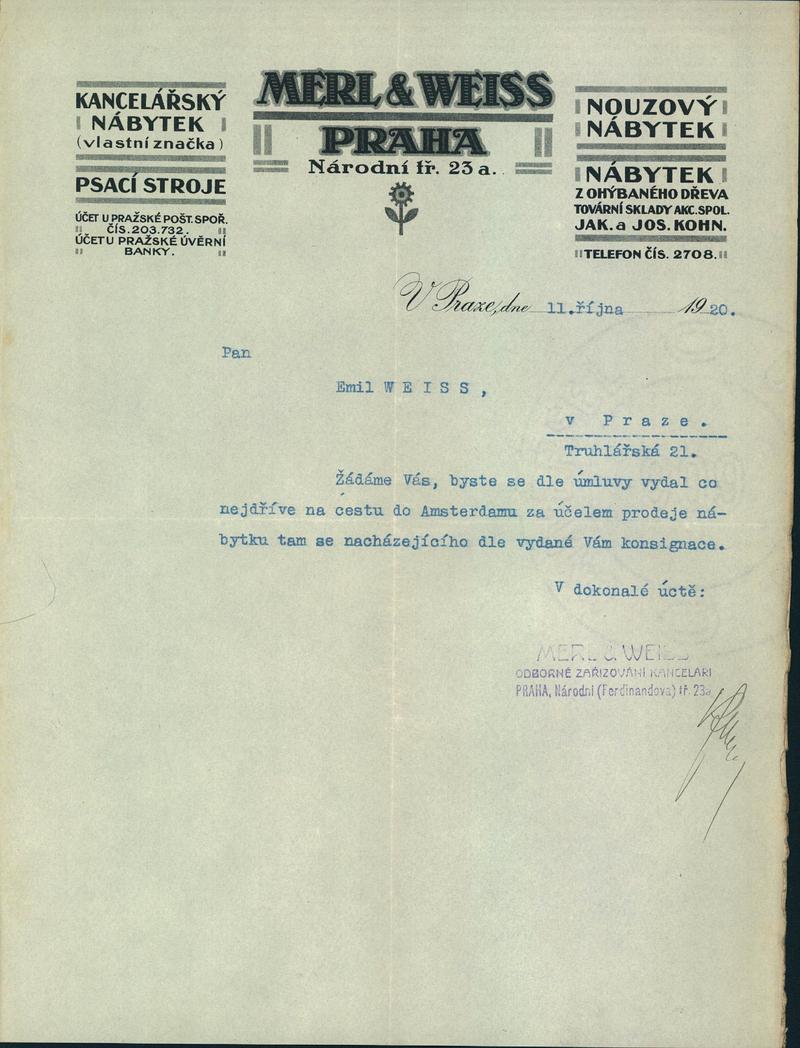 KANCELÁŘSKÝ
NÁBYTEK
(vlastní značka)
PSACÍ STROJE
ÚČET U PRAŽSKÉ POŠT. SPOŘ.
ČÍS. 203.732.
ÚČET U PRAŽSKÉ ÚVĚRNÍ
BANKY.
MERL & WEISS
PRAHA
Národní tř. 23 a.
NOUZOVÝ
NÁBYTEK
NÁBYTEK
Z OHÝBANÉHO DŘEVA
TOVÁRNÍ SKLADY AKC. SPOL.
JAK. a JOS. KOHN.
TELEFON ČÍS. 2708.
V Praze, dne 11.října 1920.
Pan
Emil W E I S S ,
v P r a z e .
Truhlářská 21.
Žádáme Vás, byste se dle úmluvy vydal co
nejdříve na cestu do Amsterdamu za účelem prodeje ná-
bytku tam se nacházejícího dle vydané Vám konsignace.
V dokonalé úctě:
MERL & WEISS
ODBORNÉ ZAŘIZOVÁNÍ KANCELÁŘÍ
PRAHA, Národní (Ferdinandova) tř. 23a